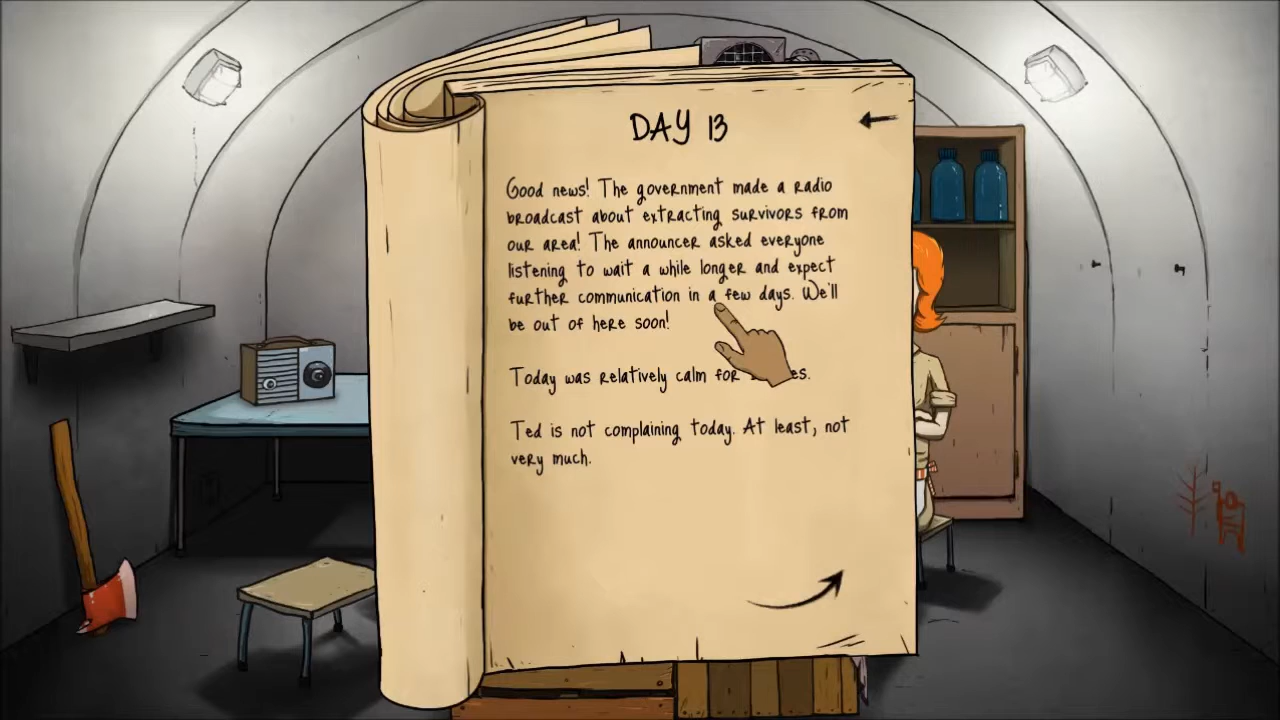 DAY 13
Good news! The government made a radio
broadcast about extracting survivors from
our area! The announcer asked everyone
listening to wait a while longer and expect
further communication in a few days. We'll
be out of here soon!
Today was relatively calm for
Ted is not complaining today. At least, not
very much.